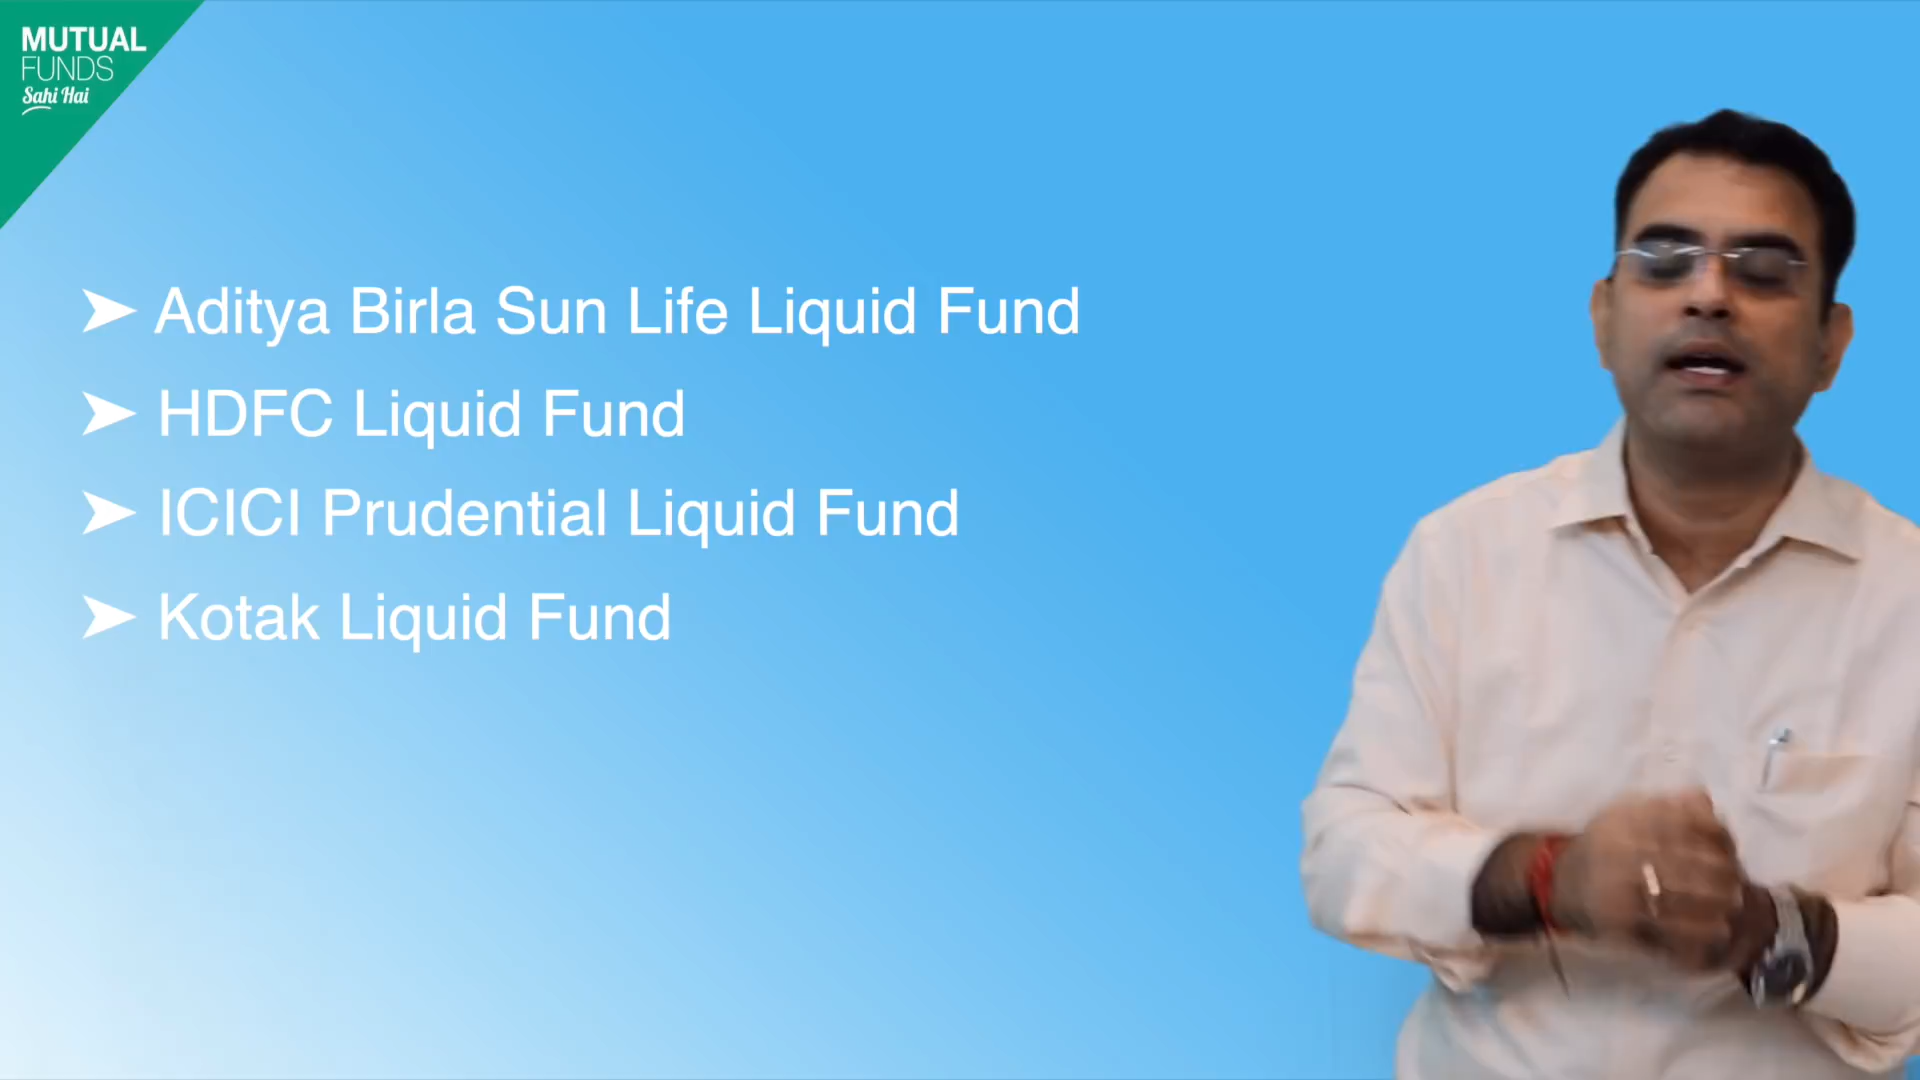 MUTUAL
FUNDS
Sahi Hai
➤ Aditya Birla Sun Life Liquid Fund
➤ HDFC Liquid Fund
➤ ICICI Prudential Liquid Fund
➤ Kotak Liquid Fund